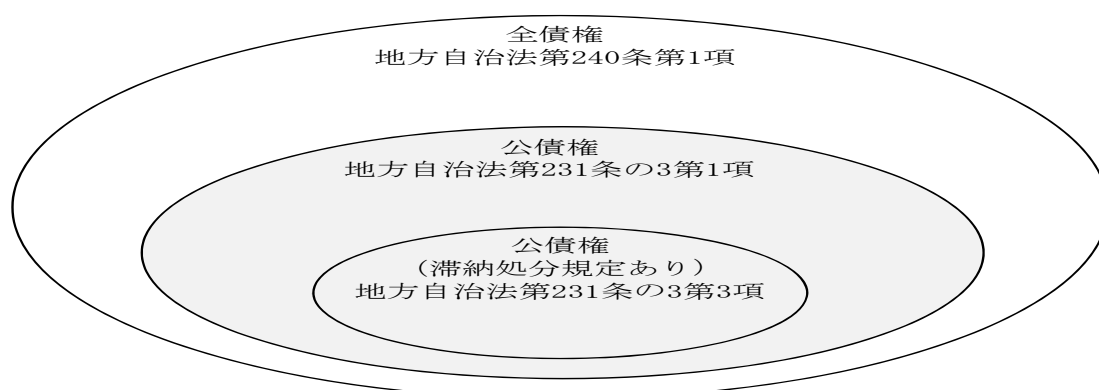 全債権
地方自治法第240条第1項
公債権
地方自治法第231条の3第1項
公債権
（滞納処分規定あり）
地方自治法第231条の3第3項